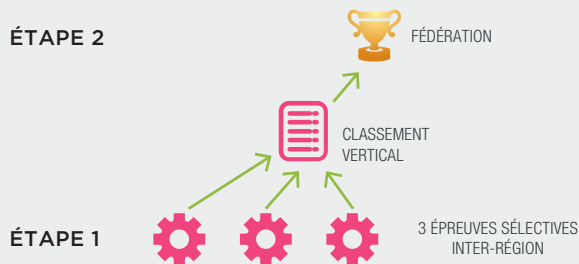 ÉTAPE 2
FÉDÉRATION
CLASSEMENT
VERTICAL
ÉTAPE 1
3 ÉPREUVES SÉLECTIVES
INTER-RÉGION